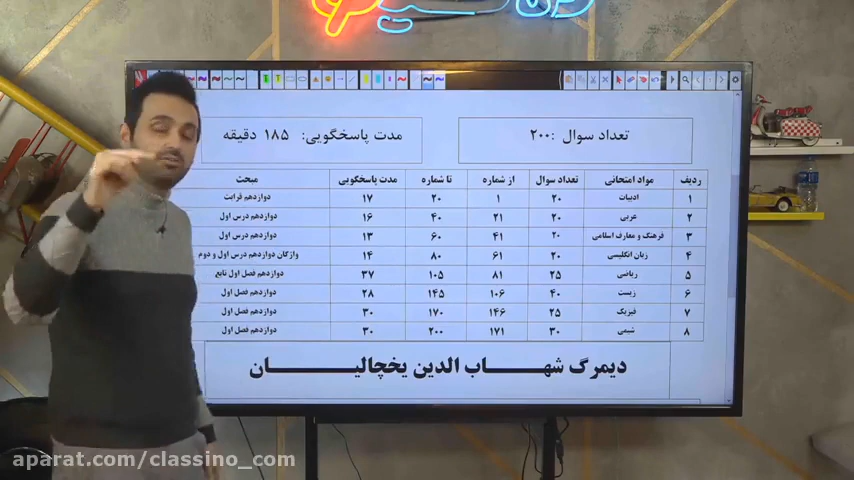 تعداد سوال :۲۰۰
مدت پاسخگویی: ۱۸۵ دقیقه
ردیف مواد امتحانی تعداد سوال از شماره تا شماره مدت پاسخگویی مبحث
۱ ادبیات ۲۰ ۱ ۲۰ ۱۷ دوازدهم قرابت
۲ عربی ۲۰ ۲۱ ۴۰ ۱۶ دوازدهم درس اول
۳ فرهنگ و معارف اسلامی ۲۰ ۴۱ ۶۰ ۱۳ دوازدهم درس اول
۴ زبان انگلیسی ۲۰ ۶۱ ۸۰ ۱۴ واژگان دوازدهم درس اول و دوم
۵ ریاضی ۲۵ ۸۱ ۱۰۵ ۳۷ دوازدهم فصل اول تابع
۶ زیست ۴۰ ۱۰۶ ۱۴۵ ۲۸ دوازدهم فصل اول
۷ فیزیک ۲۵ ۱۴۶ ۱۷۰ ۳۰ دوازدهم فصل اول
۸ شیمی ۳۰ ۱۷۱ ۲۰۰ ۳۰ دوازدهم فصل اول
دیمرگ شهـــــاب الدین یخچالیـــــــان
aparat.com/classino_com